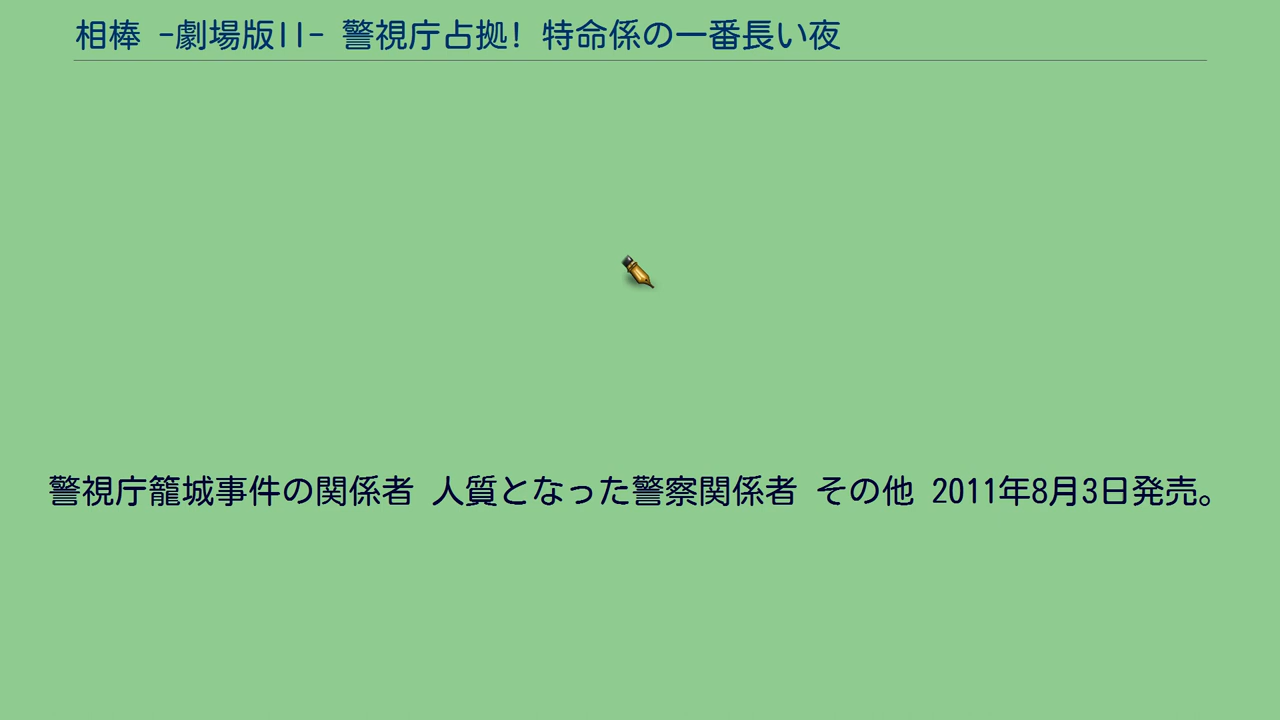 相棒 -劇場版II- 警視庁占拠! 特命係の一番長い夜
警視庁籠城事件の関係者 人質となった警察関係者 その他 2011年8月3日発売。